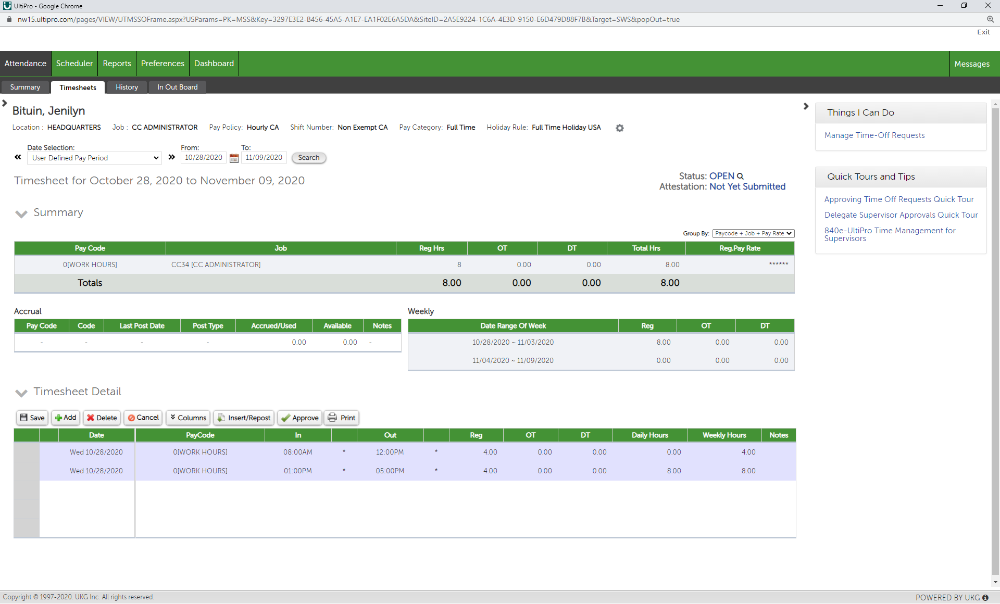 UltiPro - Google Chrome
nw15.ultipro.com/pages/VIEW/UTMSSOFrame.aspx?USParams=PK=MSS&Key=3297E3E2-B456-45A5-A1E7-EA1F02E6A5DA&SiteID=2A5E9224-1C6A-4E3D-9150-E6D479D88F7B&Target=SWS&popOut=true
Exit
Attendance Scheduler Reports Preferences Dashboard Messages
Summary Timesheets History In Out Board
Bituin, Jenilyn
Location : HEADQUARTERS Job : CC ADMINISTRATOR Pay Policy: Hourly CA Shift Number: Non Exempt CA Pay Category: Full Time Holiday Rule: Full Time Holiday USA
Date Selection: From: To:
« User Defined Pay Period » 10/28/2020 11/09/2020 Search
Timesheet for October 28, 2020 to November 09, 2020
Status: OPEN
Attestation: Not Yet Submitted
Summary
Group By: Paycode + Job + Pay Rate
Pay Code Job Reg Hrs OT DT Total Hrs Reg.Pay Rate
0[WORK HOURS] CC34 [CC ADMINISTRATOR] 8 0.00 0.00 8.00 ******
Totals 8.00 0.00 0.00 8.00
Accrual
Pay Code Code Last Post Date Post Type Accrued/Used Available Notes
- - - - 0.00 0.00 -
Weekly
Date Range Of Week Reg OT DT
10/28/2020 ~ 11/03/2020 8.00 0.00 0.00
11/04/2020 ~ 11/09/2020 0.00 0.00 0.00
Timesheet Detail
Save Add Delete Cancel Columns Insert/Repost Approve Print
Date PayCode In Out Reg OT DT Daily Hours Weekly Hours Notes
Wed 10/28/2020 0[WORK HOURS] 08:00AM * 12:00PM * 4.00 0.00 0.00 0.00 4.00
Wed 10/28/2020 0[WORK HOURS] 01:00PM * 05:00PM * 4.00 0.00 0.00 8.00 8.00
Things I Can Do
Manage Time-Off Requests
Quick Tours and Tips
Approving Time Off Requests Quick Tour
Delegate Supervisor Approvals Quick Tour
840e-UltiPro Time Management for
Supervisors
Copyright © 1997-2020. UKG Inc. All rights reserved.
POWERED BY UKG